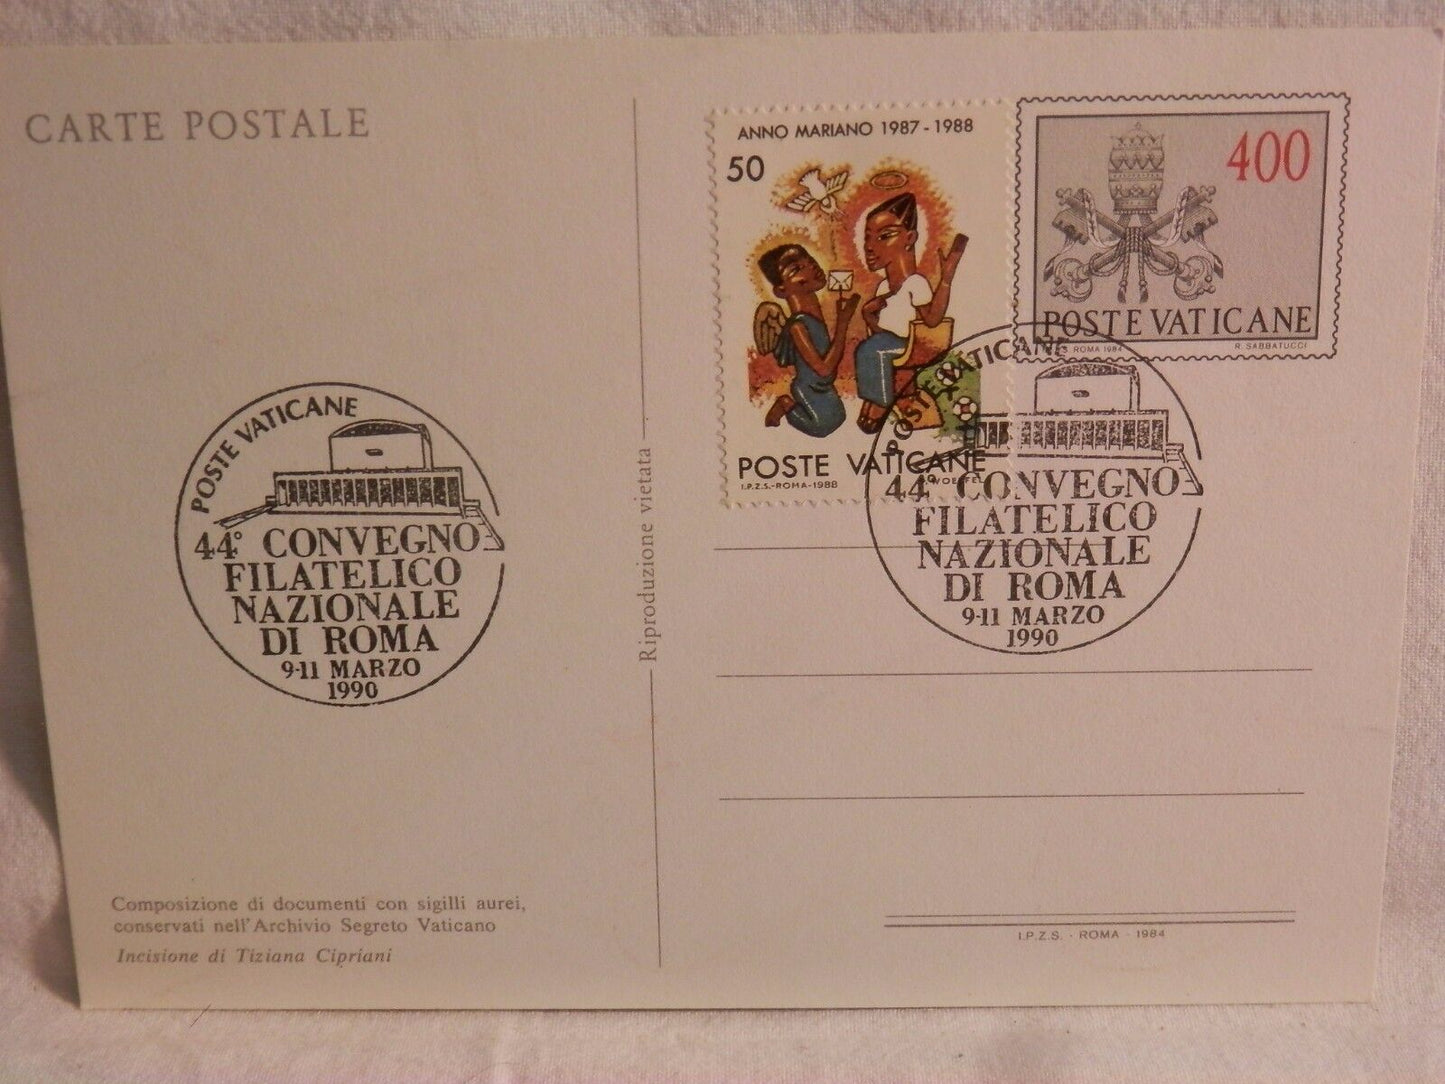 CARTE POSTALE
POSTE VATICANE
44° CONVEGNO
FILATELICO
NAZIONALE
DI ROMA
9-11 MARZO
1990
Composizione di documenti con sigilli aurei,
conservati nell'Archivio Segreto Vaticano
Incisione di Tiziana Cipriani
Riproduzione vietata
ANNO MARIANO 1987-1988
50
POSTE VATICANE
I.P.Z.S.-ROMA-1988
400
POSTE VATICANE
ROMA 1984
R. SABBATUCCI
POSTE VATICANE
44° CONVEGNO
FILATELICO
NAZIONALE
DI ROMA
9-11 MARZO
1990
I.P.Z.S. - ROMA - 1984